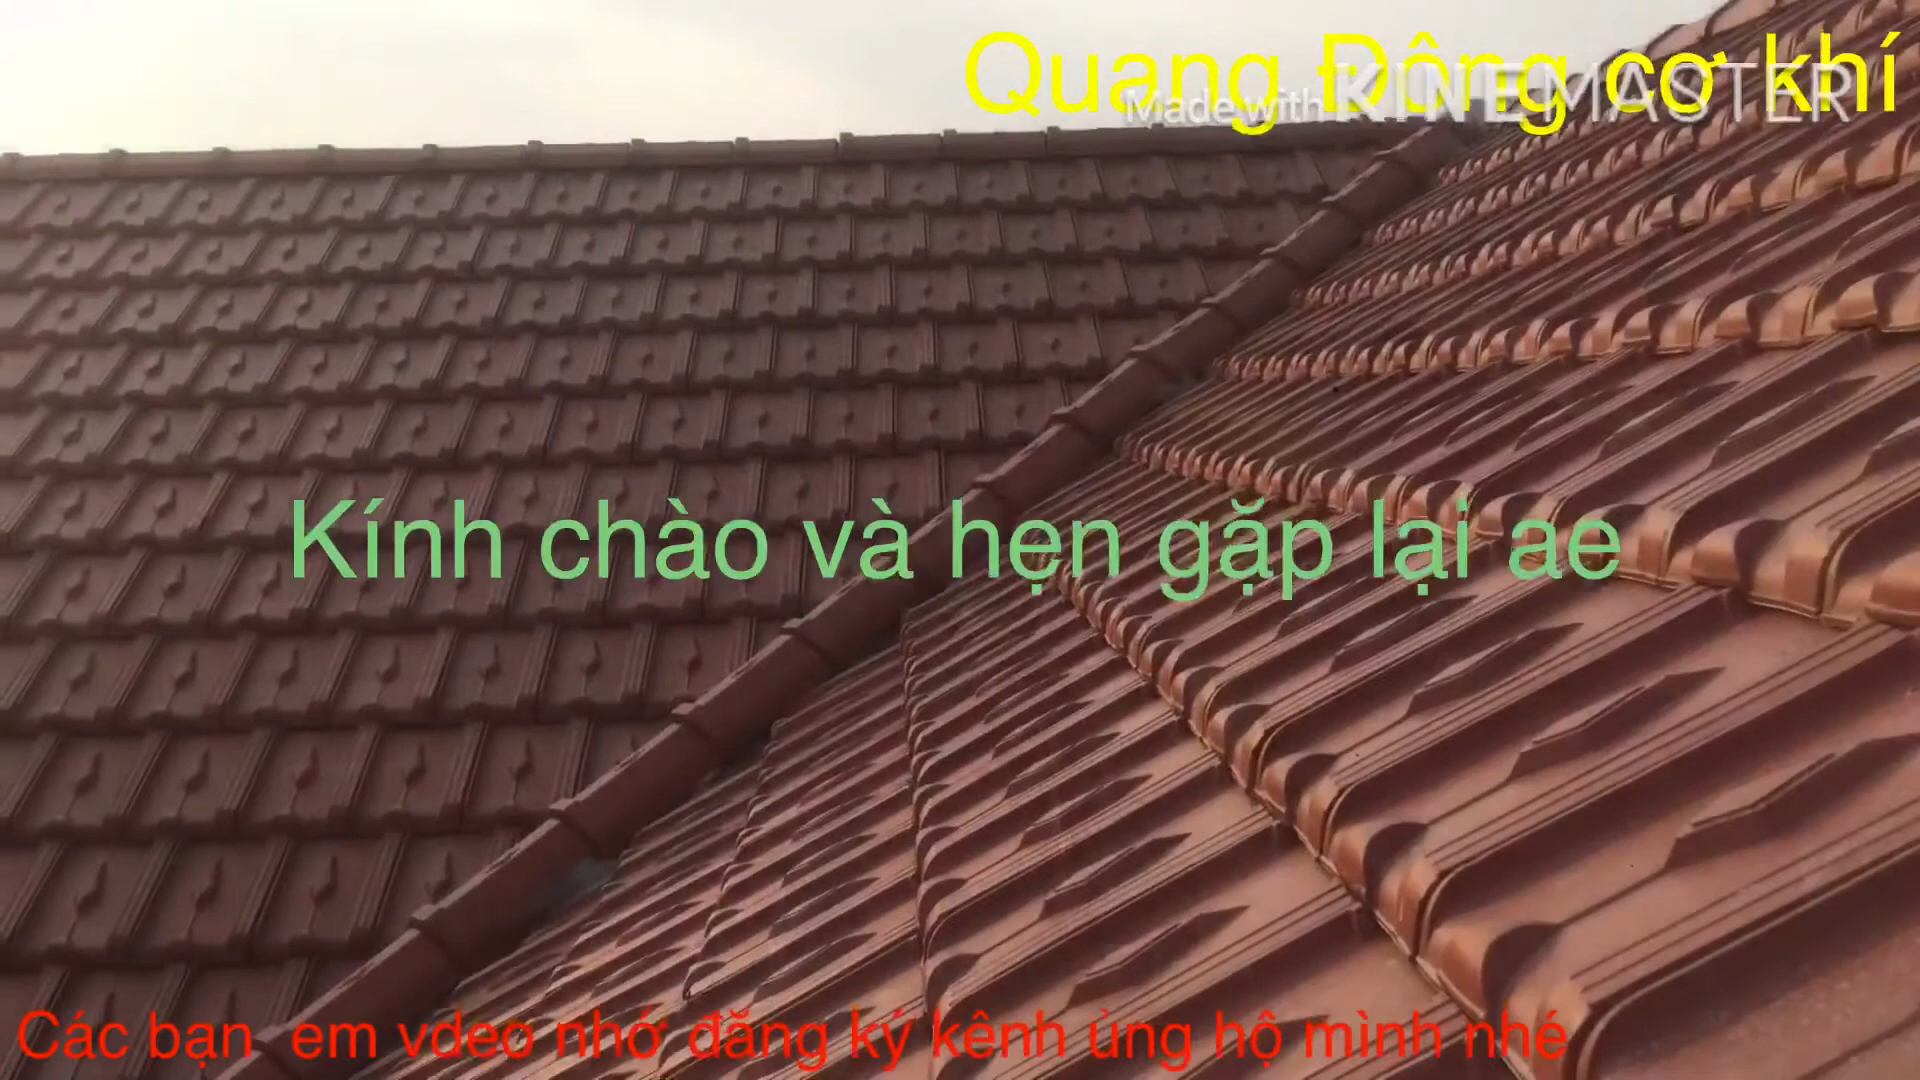 Quang Đông cơ khí
Made with KINEMASTER
Kính chào và hẹn gặp lại ae
Các bạn em vdeo nhớ đăng ký kênh ủng hộ mình nhé